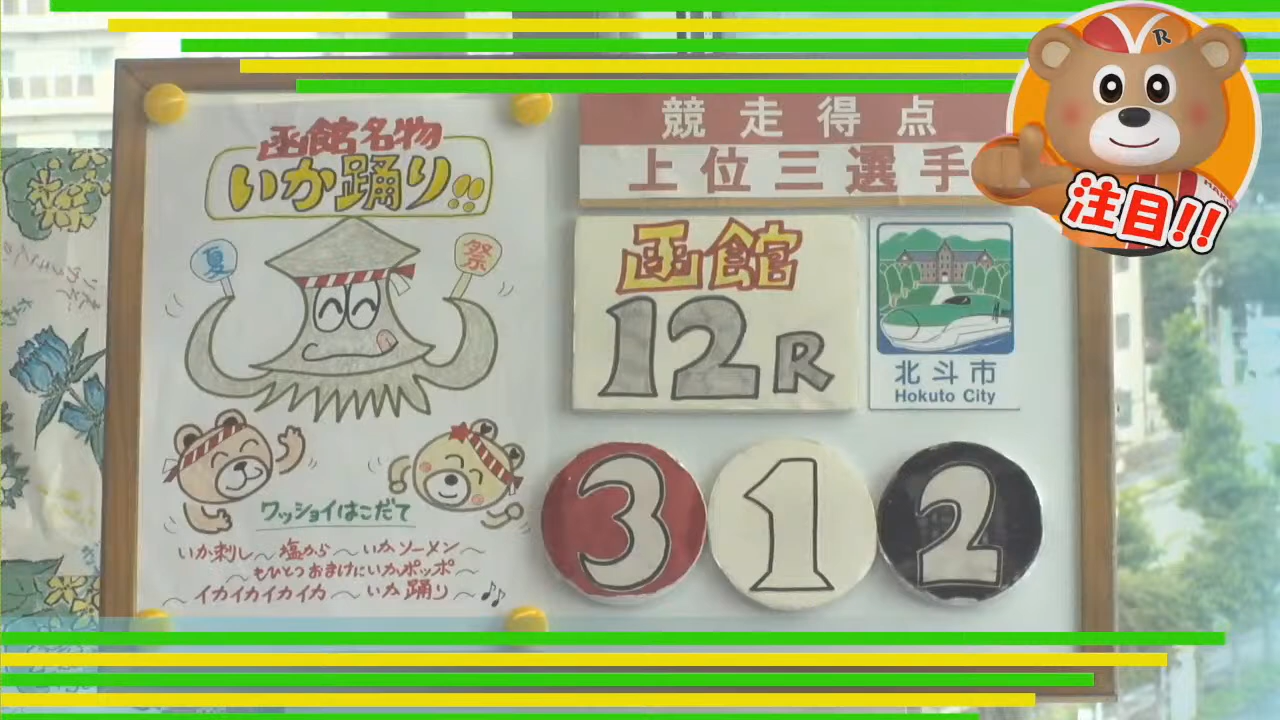 函館名物
いか踊り!!
夏
祭
ワッショイはこだて
いか刺し〜塩から〜いかソーメン〜
〜もひとつおまけにいかポッポ〜
〜イカイカイカイカ〜いか踊り〜♪♪
競走得点
上位三選手
函館
12R
北斗市
Hokuto City
3
1
2
R
注目!!